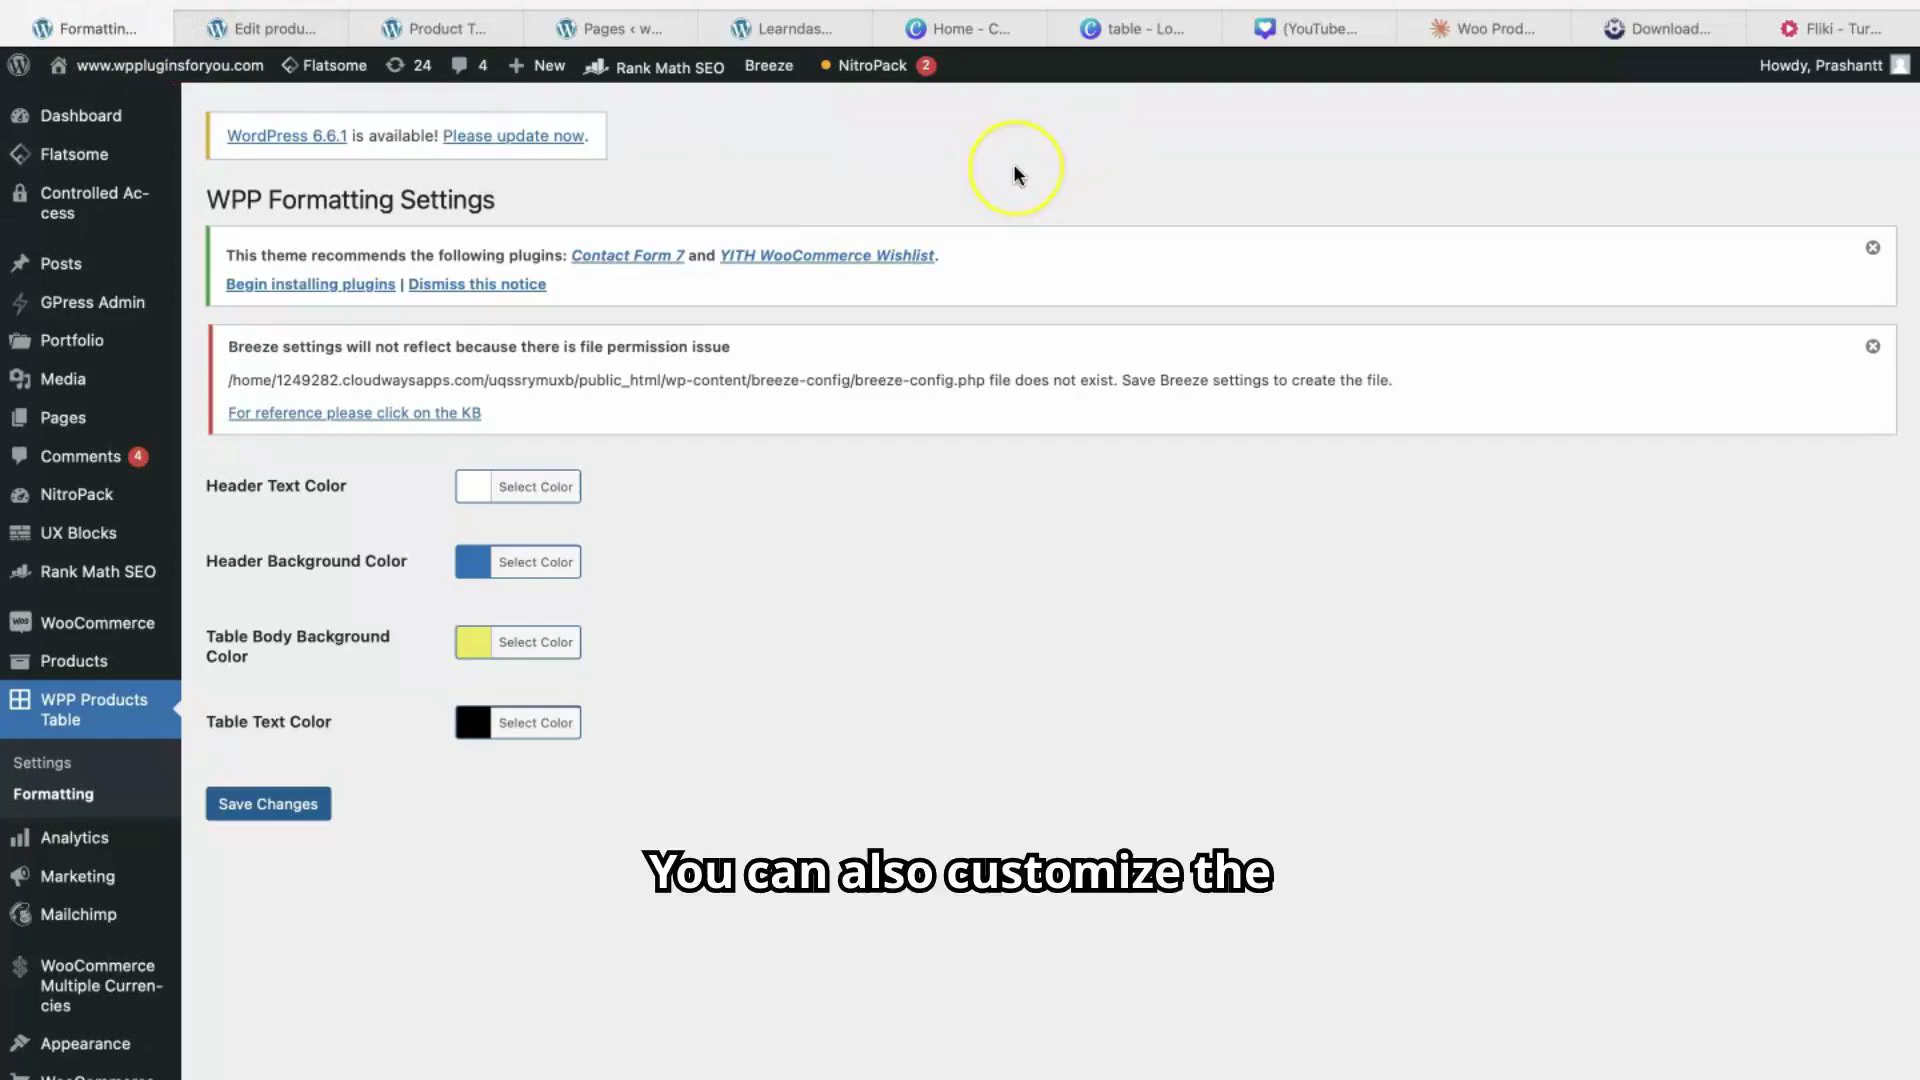 Formattin...
Edit produ...
Product T...
Pages ‹ w...
Learndas...
Home - C...
table - Lo...
(YouTube...
Woo Prod...
Download...
Fliki - Tur...
www.wppluginsforyou.com
Flatsome
24
4
New
Rank Math SEO
Breeze
NitroPack 2
Howdy, Prashantt
Dashboard
Flatsome
Controlled Ac-
cess
Posts
GPress Admin
Portfolio
Media
Pages
Comments 4
NitroPack
UX Blocks
Rank Math SEO
WooCommerce
Products
WPP Products
Table
Settings
Formatting
Analytics
Marketing
Mailchimp
WooCommerce
Multiple Curren-
cies
Appearance
WooCommerce
WordPress 6.6.1 is available! Please update now.
WPP Formatting Settings
This theme recommends the following plugins: Contact Form 7 and YITH WooCommerce Wishlist.
Begin installing plugins | Dismiss this notice
Breeze settings will not reflect because there is file permission issue
/home/1249282.cloudwaysapps.com/uqssrymuxb/public_html/wp-content/breeze-config/breeze-config.php file does not exist. Save Breeze settings to create the file.
For reference please click on the KB
Header Text Color
Select Color
Header Background Color
Select Color
Table Body Background
Color
Select Color
Table Text Color
Select Color
Save Changes
You can also customize the